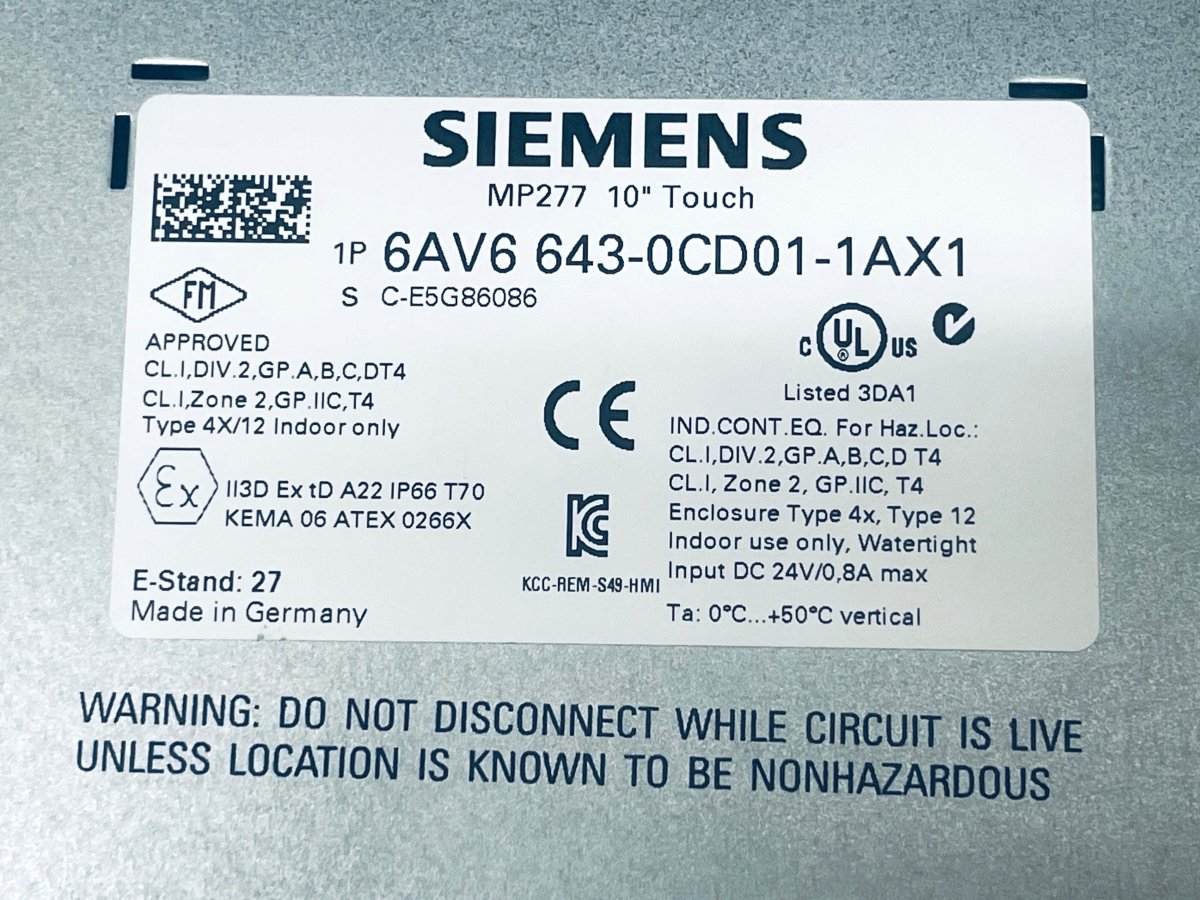 SIEMENS
MP277 10" Touch
1P 6AV6 643-0CD01-1AX1
S C-E5G86086
FM
APPROVED
CL.I,DIV.2,GP.A,B,C,DT4
CL.I,Zone 2,GP.IIC,T4
Type 4X/12 Indoor only
Ex
II3D Ex tD A22 IP66 T70
KEMA 06 ATEX 0266X
E-Stand: 27
Made in Germany
CE
KCC-REM-S49-HMI
C UL US
®
Listed 3DA1
IND.CONT.EQ. For Haz.Loc.:
CL.I,DIV.2,GP.A,B,C,D T4
CL.I, Zone 2, GP.IIC, T4
Enclosure Type 4x, Type 12
Indoor use only, Watertight
Input DC 24V/0,8A max
Ta: 0°C...+50°C vertical
WARNING: DO NOT DISCONNECT WHILE CIRCUIT IS LIVE
UNLESS LOCATION IS KNOWN TO BE NONHAZARDOUS